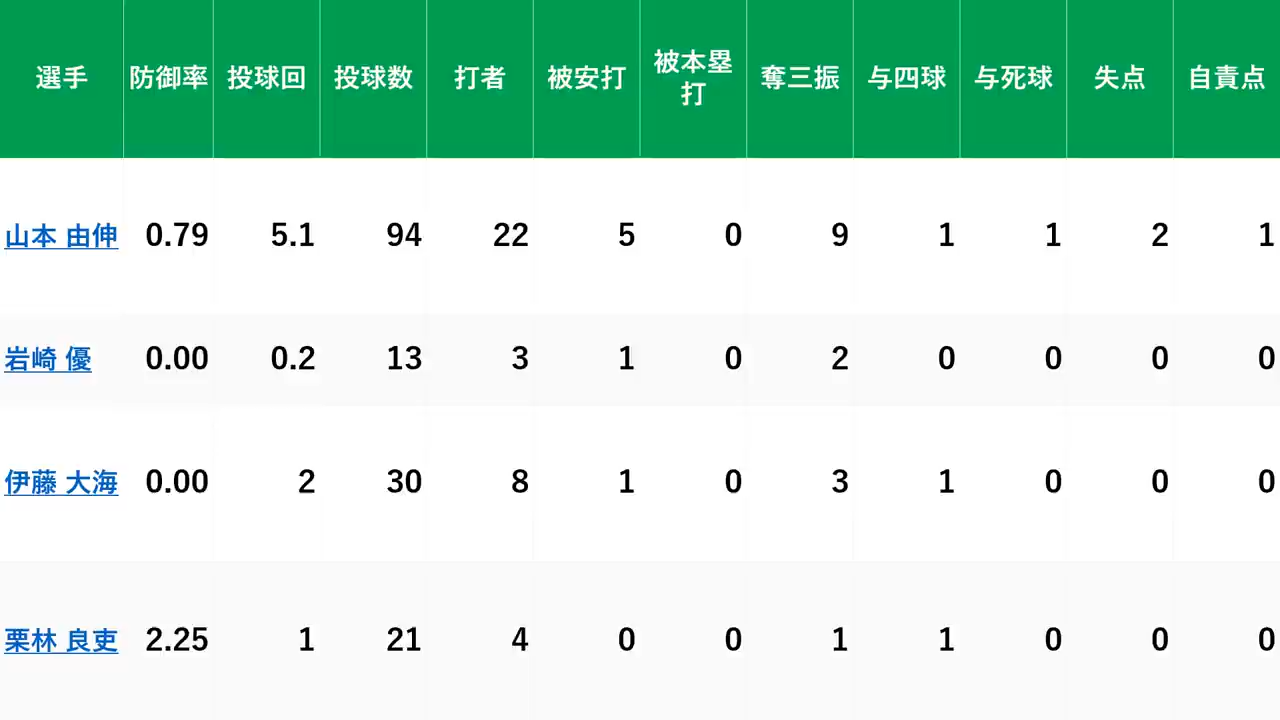 選手 防御率 投球回 投球数 打者 被安打 被本塁打 奪三振 与四球 与死球 失点 自責点
山本 由伸 0.79 5.1 94 22 5 0 9 1 1 2 1
岩崎 優 0.00 0.2 13 3 1 0 2 0 0 0 0
伊藤 大海 0.00 2 30 8 1 0 3 1 0 0 0
栗林 良吏 2.25 1 21 4 0 0 1 1 0 0 0